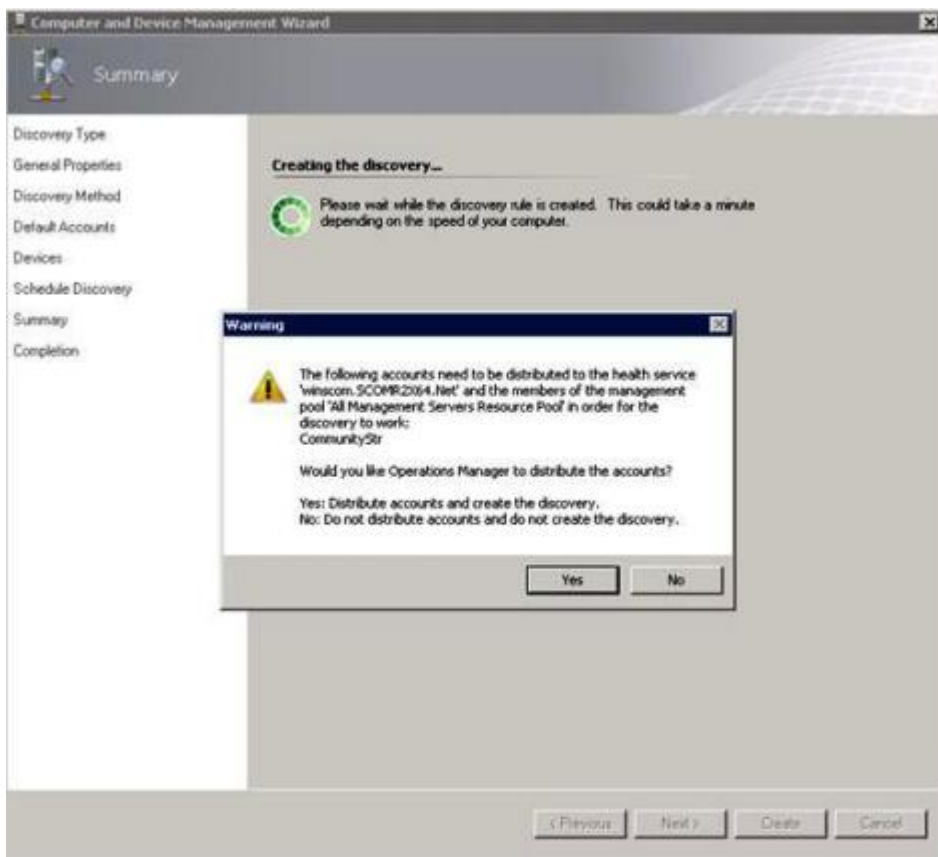 Computer and Device Management Wizard
Summary
Discovery Type
General Properties
Discovery Method
Default Accounts
Devices
Schedule Discovery
Summary
Completion
Creating the discovery...
Please wait while the discovery rule is created. This could take a minute
depending on the speed of your computer.
Warning
The following accounts need to be distributed to the health service
'winscom.SCOMR2X64.Net' and the members of the management
pool 'All Management Servers Resource Pool' in order for the
discovery to work:
CommunityStr
Would you like Operations Manager to distribute the accounts?
Yes: Distribute accounts and create the discovery.
No: Do not distribute accounts and do not create the discovery.
Yes No
< Previous Next > Create Cancel